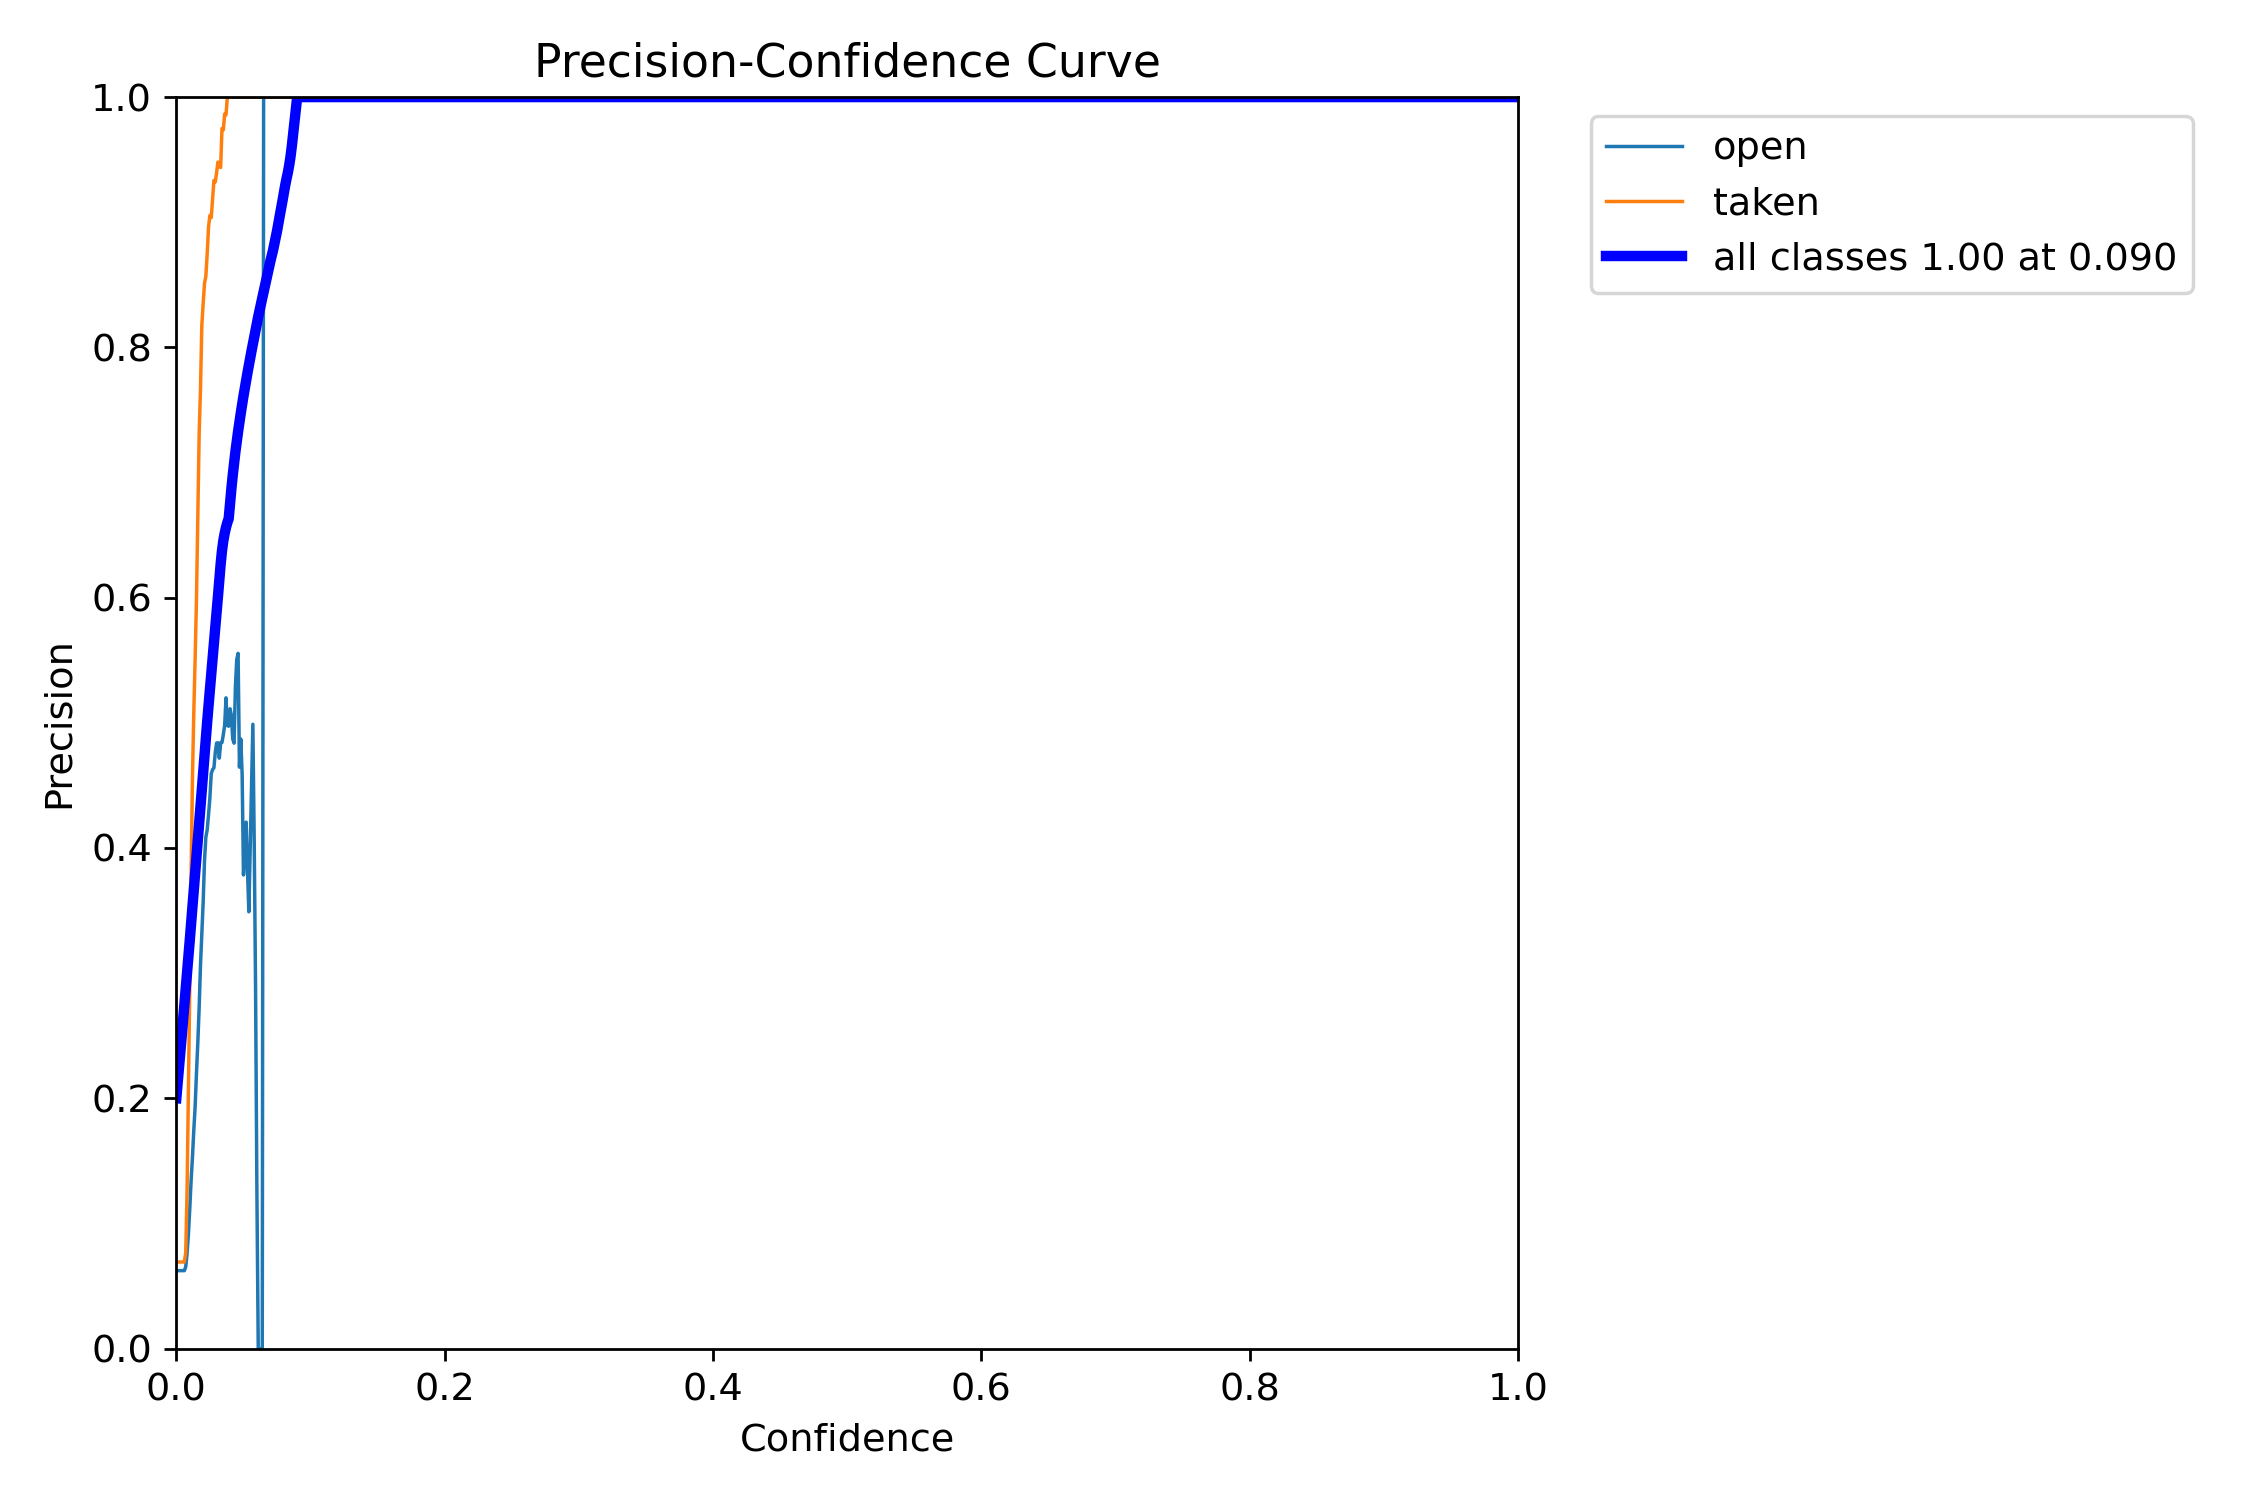 Precision-Confidence Curve
1.0
0.8
0.6
0.4
0.2
0.0
Precision
0.0 0.2 0.4 0.6 0.8 1.0
Confidence
open
taken
all classes 1.00 at 0.090